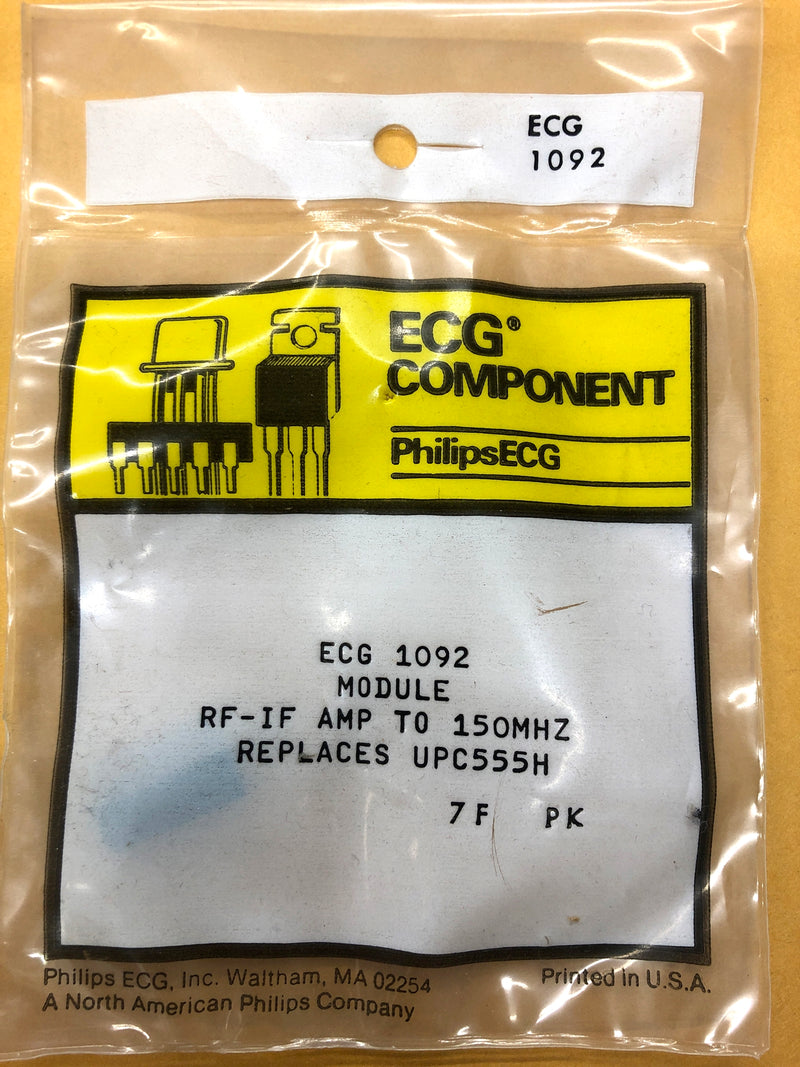 ECG
1092
ECG®
COMPONENT
PhilipsECG
ECG 1092
MODULE
RF-IF AMP TO 150MHZ
REPLACES UPC555H
7F PK
Philips ECG, Inc. Waltham, MA 02254
A North American Philips Company
Printed in U.S.A.